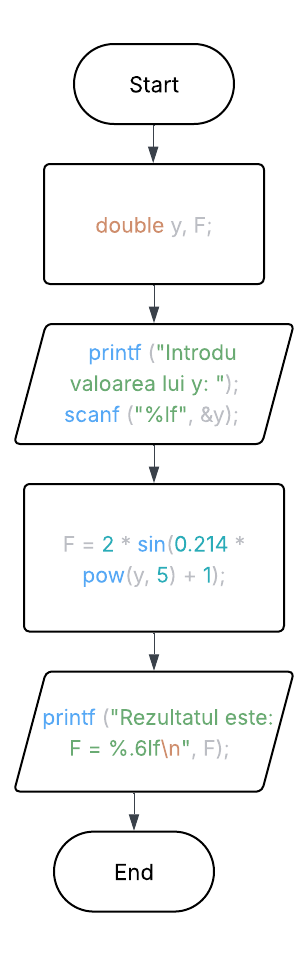 Start
double y, F;
printf ("Introdu
valoarea lui y: ");
scanf ("%lf", &y);
F = 2 * sin(0.214 *
pow(y, 5) + 1);
printf ("Rezultatul este:
F = %.6lf\n", F);
End